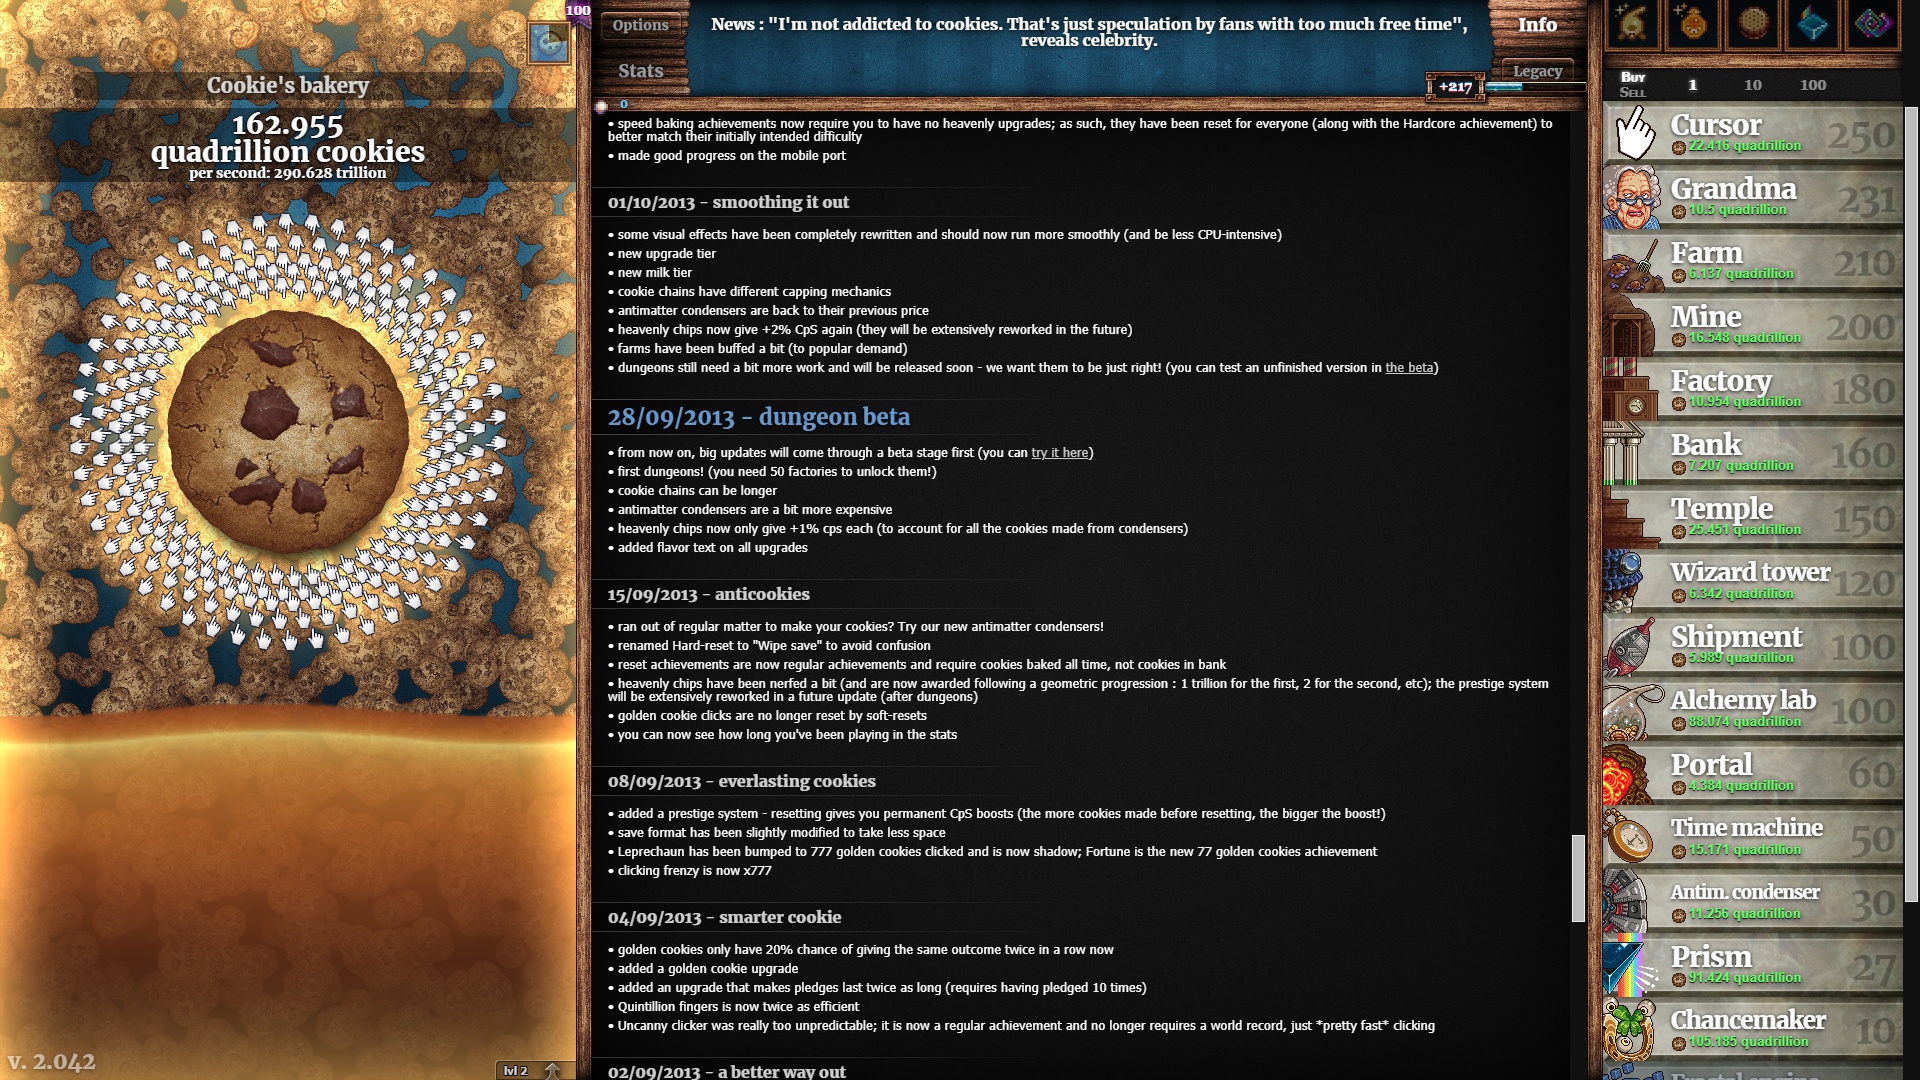 100
Options
Stats
News : "I'm not addicted to cookies. That's just speculation by fans with too much free time",
reveals celebrity.
Info
Legacy
+217
0
Cookie's bakery
162.955
quadrillion cookies
per second: 290.628 trillion
v. 2.042
lvl 2
• speed baking achievements now require you to have no heavenly upgrades; as such, they have been reset for everyone (along with the Hardcore achievement) to
better match their initially intended difficulty
• made good progress on the mobile port
01/10/2013 - smoothing it out
• some visual effects have been completely rewritten and should now run more smoothly (and be less CPU-intensive)
• new upgrade tier
• new milk tier
• cookie chains have different capping mechanics
• antimatter condensers are back to their previous price
• heavenly chips now give +2% CpS again (they will be extensively reworked in the future)
• farms have been buffed a bit (to popular demand)
• dungeons still need a bit more work and will be released soon - we want them to be just right! (you can test an unfinished version in the beta)
28/09/2013 - dungeon beta
• from now on, big updates will come through a beta stage first (you can try it here)
• first dungeons! (you need 50 factories to unlock them!)
• cookie chains can be longer
• antimatter condensers are a bit more expensive
• heavenly chips now only give +1% cps each (to account for all the cookies made from condensers)
• added flavor text on all upgrades
15/09/2013 - anticookies
• ran out of regular matter to make your cookies? Try our new antimatter condensers!
• renamed Hard-reset to "Wipe save" to avoid confusion
• reset achievements are now regular achievements and require cookies baked all time, not cookies in bank
• heavenly chips have been nerfed a bit (and are now awarded following a geometric progression : 1 trillion for the first, 2 for the second, etc); the prestige system
will be extensively reworked in a future update (after dungeons)
• golden cookie clicks are no longer reset by soft-resets
• you can now see how long you've been playing in the stats
08/09/2013 - everlasting cookies
• added a prestige system - resetting gives you permanent CpS boosts (the more cookies made before resetting, the bigger the boost!)
• save format has been slightly modified to take less space
• Leprechaun has been bumped to 777 golden cookies clicked and is now shadow; Fortune is the new 77 golden cookies achievement
• clicking frenzy is now x777
04/09/2013 - smarter cookie
• golden cookies only have 20% chance of giving the same outcome twice in a row now
• added a golden cookie upgrade
• added an upgrade that makes pledges last twice as long (requires having pledged 10 times)
• Quintillion fingers is now twice as efficient
• Uncanny clicker was really too unpredictable; it is now a regular achievement and no longer requires a world record, just *pretty fast* clicking
02/09/2013 - a better way out
Buy
Sell
1
10
100
Cursor
22.416 quadrillion
250
Grandma
10.5 quadrillion
231
Farm
6.137 quadrillion
210
Mine
16.548 quadrillion
200
Factory
10.954 quadrillion
180
Bank
7.207 quadrillion
160
Temple
25.451 quadrillion
150
Wizard tower
6.342 quadrillion
120
Shipment
5.989 quadrillion
100
Alchemy lab
88.074 quadrillion
100
Portal
4.384 quadrillion
60
Time machine
15.171 quadrillion
50
Antim. condenser
11.256 quadrillion
30
Prism
91.424 quadrillion
27
Chancemaker
105.185 quadrillion
10
Fractal engine